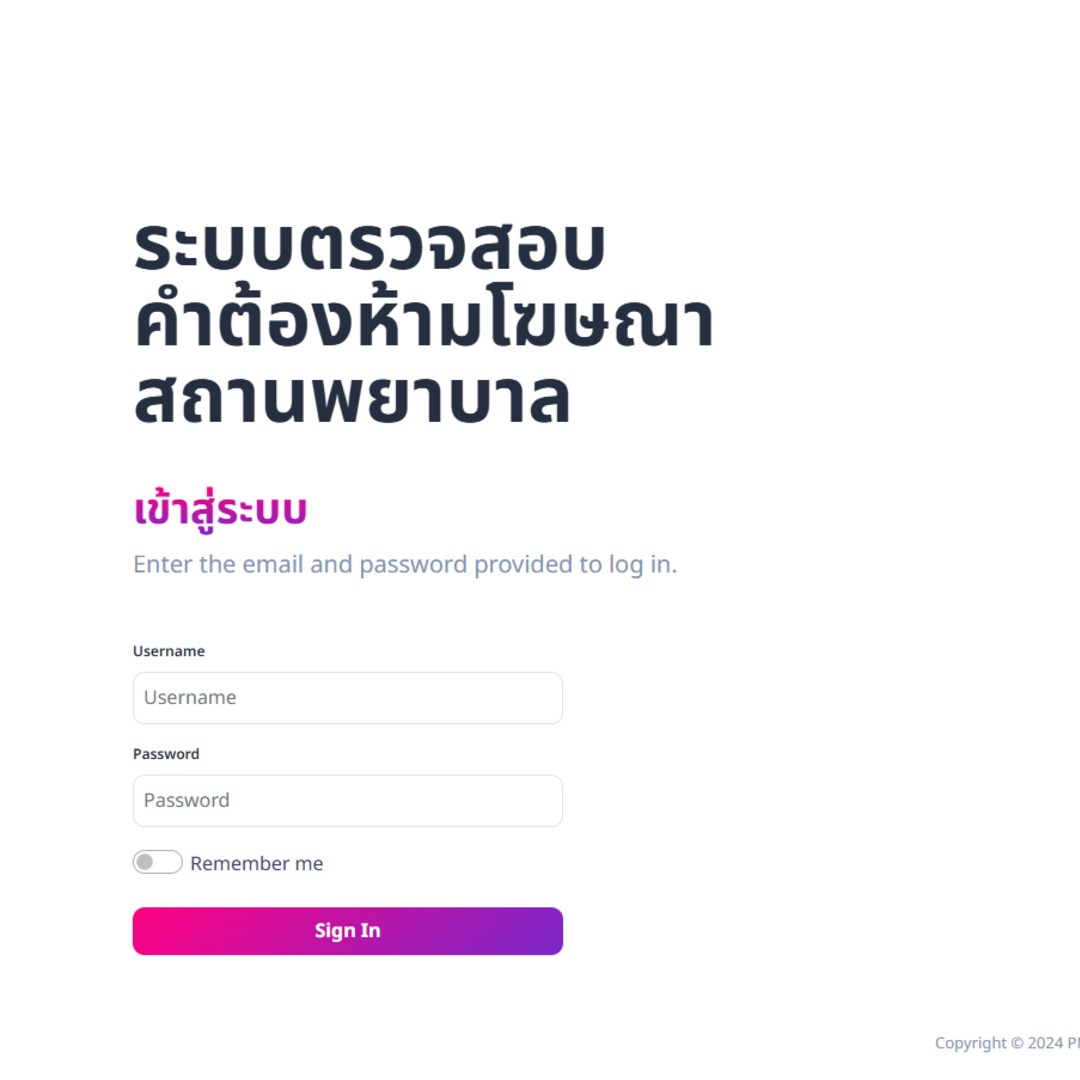 ระบบตรวจสอบ
คำต้องห้ามโฆษณา
สถานพยาบาล
เข้าสู่ระบบ
Enter the email and password provided to log in.
Username
Username
Password
Password
Remember me
Sign In
Copyright © 2024